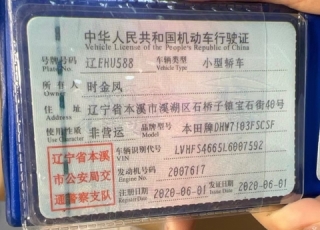 中华人民共和国机动车行驶证
Vehicle License of the People's Republic of China
号牌号码 辽EHU588 车辆类型 小型轿车
Plate No. Vehicle Type
所有人 时金凤
Owner
住址 辽宁省本溪市溪湖区石桥子镇宝石街40号
Address
使用性质 非营运 品牌型号 本田牌DHW7103FSCSF
Use Character Model
辽宁省本溪市公安局交通警察支队
车辆识别代号 LVHFS466SL6007592
VIN
发动机号码 2007617
Engine No.
注册日期 2020-06-01 发证日期 2020-06-01
Register Date Issue Date